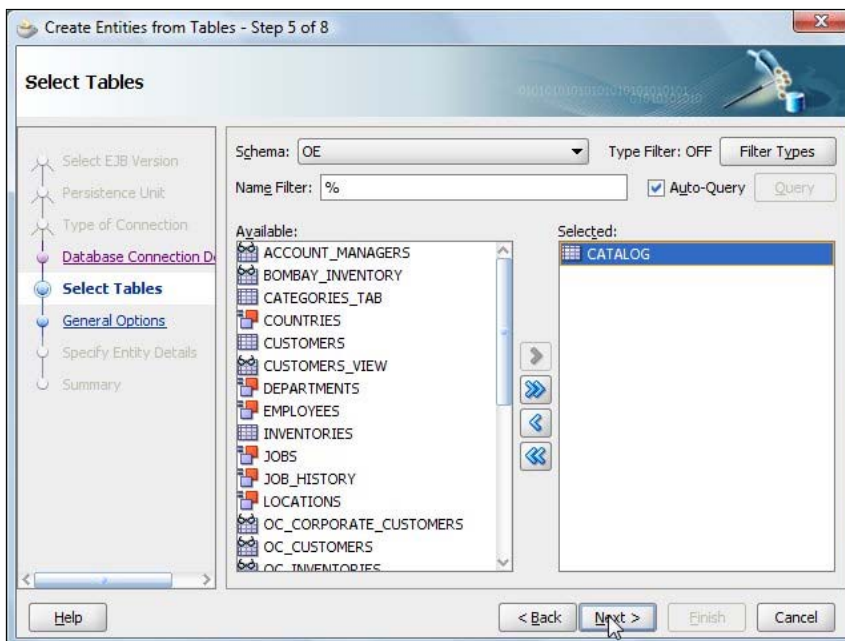 Create Entities from Tables - Step 5 of 8
Select Tables
Select EJB Version
Persistence Unit
Type of Connection
Database Connection De
Select Tables
General Options
Specify Entity Details
Summary
Schema: OE
Type Filter: OFF
Filter Types
Name Filter: %
Auto-Query
Query
Available:
ACCOUNT_MANAGERS
BOMBAY_INVENTORY
CATEGORIES_TAB
COUNTRIES
CUSTOMERS
CUSTOMERS_VIEW
DEPARTMENTS
EMPLOYEES
INVENTORIES
JOBS
JOB_HISTORY
LOCATIONS
OC_CORPORATE_CUSTOMERS
OC_CUSTOMERS
OC_INVENTORIES
Selected:
CATALOG
Help
< Back
Next >
Finish
Cancel